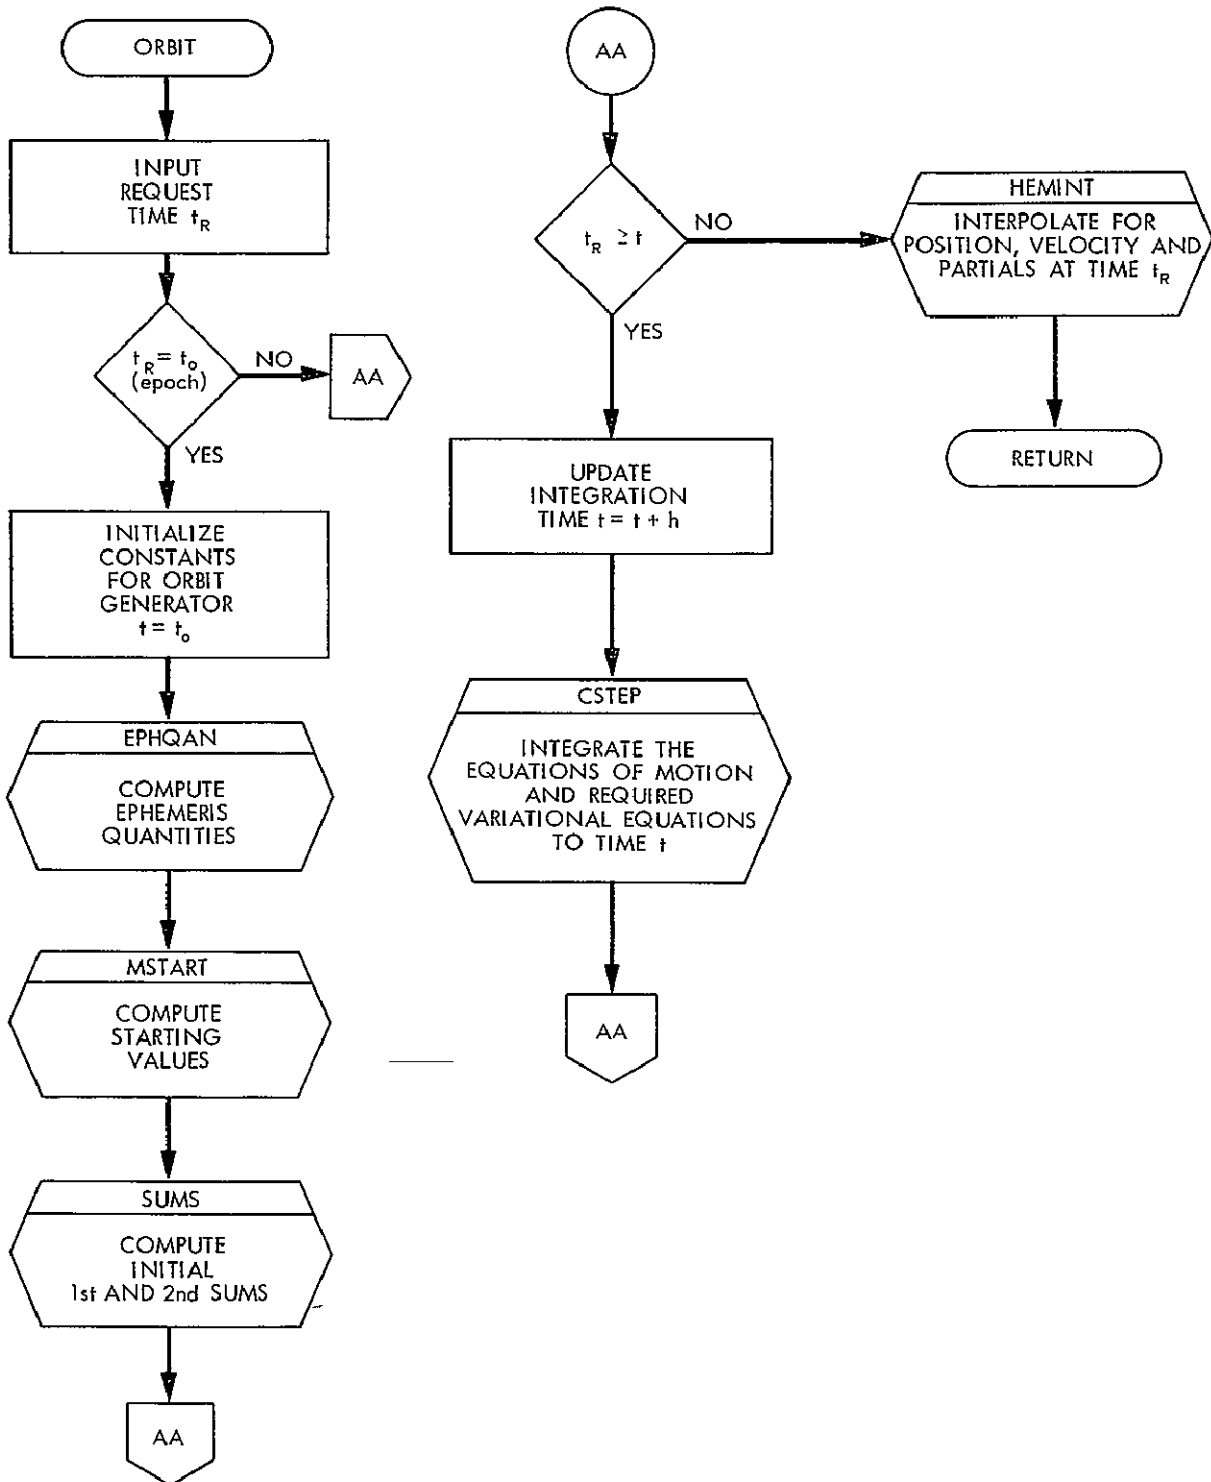 ORBIT
INPUT
REQUEST
TIME t_R
t_R = t_o
(epoch)
NO
AA
YES
INITIALIZE
CONSTANTS
FOR ORBIT
GENERATOR
t = t_o
EPHQAN
COMPUTE
EPHEMERIS
QUANTITIES
MSTART
COMPUTE
STARTING
VALUES
SUMS
COMPUTE
INITIAL
1st AND 2nd SUMS
AA
AA
t_R ≥ t
NO
YES
HEMINT
INTERPOLATE FOR
POSITION, VELOCITY AND
PARTIALS AT TIME t_R
RETURN
UPDATE
INTEGRATION
TIME t = t + h
CSTEP
INTEGRATE THE
EQUATIONS OF MOTION
AND REQUIRED
VARIATIONAL EQUATIONS
TO TIME t
AA